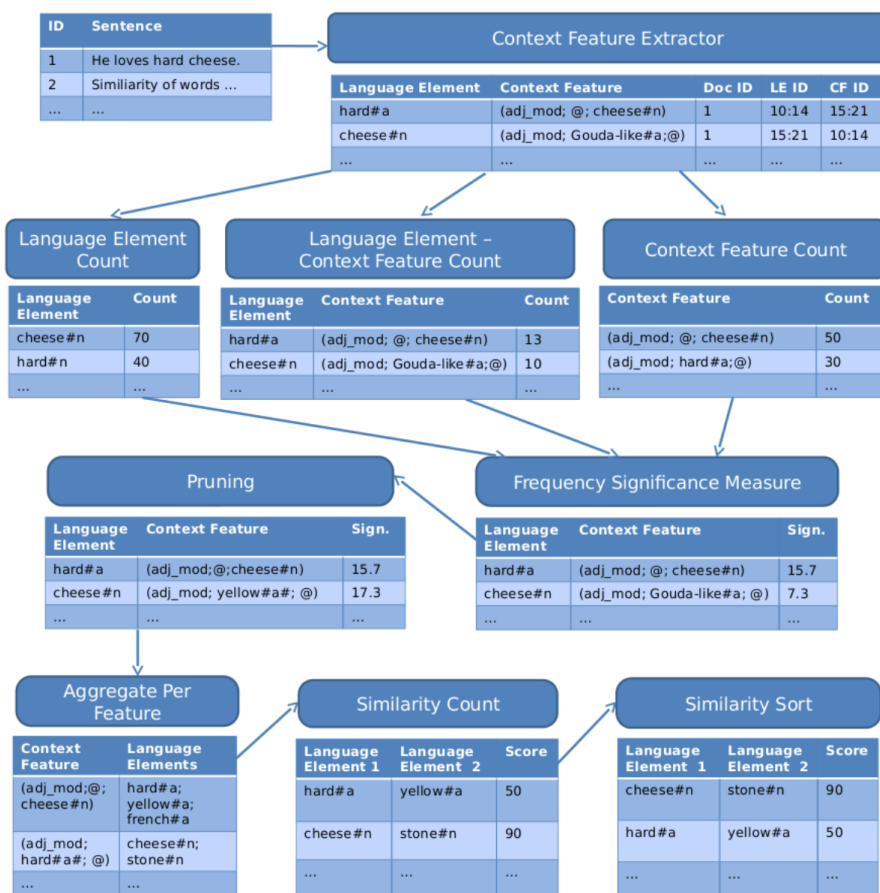 ID Sentence
1 He loves hard cheese.
2 Similiarity of words ...
... ...
Context Feature Extractor
Language Element Context Feature Doc ID LE ID CF ID
hard#a (adj_mod; @; cheese#n) 1 10:14 15:21
cheese#n (adj_mod; Gouda-like#a;@) 1 15:21 10:14
... ... ... ... ...
Language Element
Count
Language
Element Count
cheese#n 70
hard#n 40
... ...
Language Element –
Context Feature Count
Language
Element Context Feature Count
hard#a (adj_mod; @; cheese#n) 13
cheese#n (adj_mod; Gouda-like#a;@) 10
... ... ...
Context Feature Count
Context Feature Count
(adj_mod; @; cheese#n) 50
(adj_mod; hard#a;@) 30
... ...
Frequency Significance Measure
Language
Element Context Feature Sign.
hard#a (adj_mod; @; cheese#n) 15.7
cheese#n (adj_mod; Gouda-like#a; @) 7.3
... ... ...
Pruning
Language
Element Context Feature Sign.
hard#a (adj_mod;@;cheese#n) 15.7
cheese#n (adj_mod; yellow#a#; @) 17.3
... ... ...
Aggregate Per
Feature
Context Language
Feature Elements
(adj_mod;@; hard#a;
cheese#n) yellow#a;
french#a
(adj_mod; cheese#n;
hard#a#; @) stone#n
... ...
Similarity Count
Language Language Score
Element 1 Element 2
hard#a yellow#a 50
cheese#n stone#n 90
... ... ...
Similarity Sort
Language Language Score
Element 1 Element 2
cheese#n stone#n 90
hard#a yellow#a 50
... ... ...